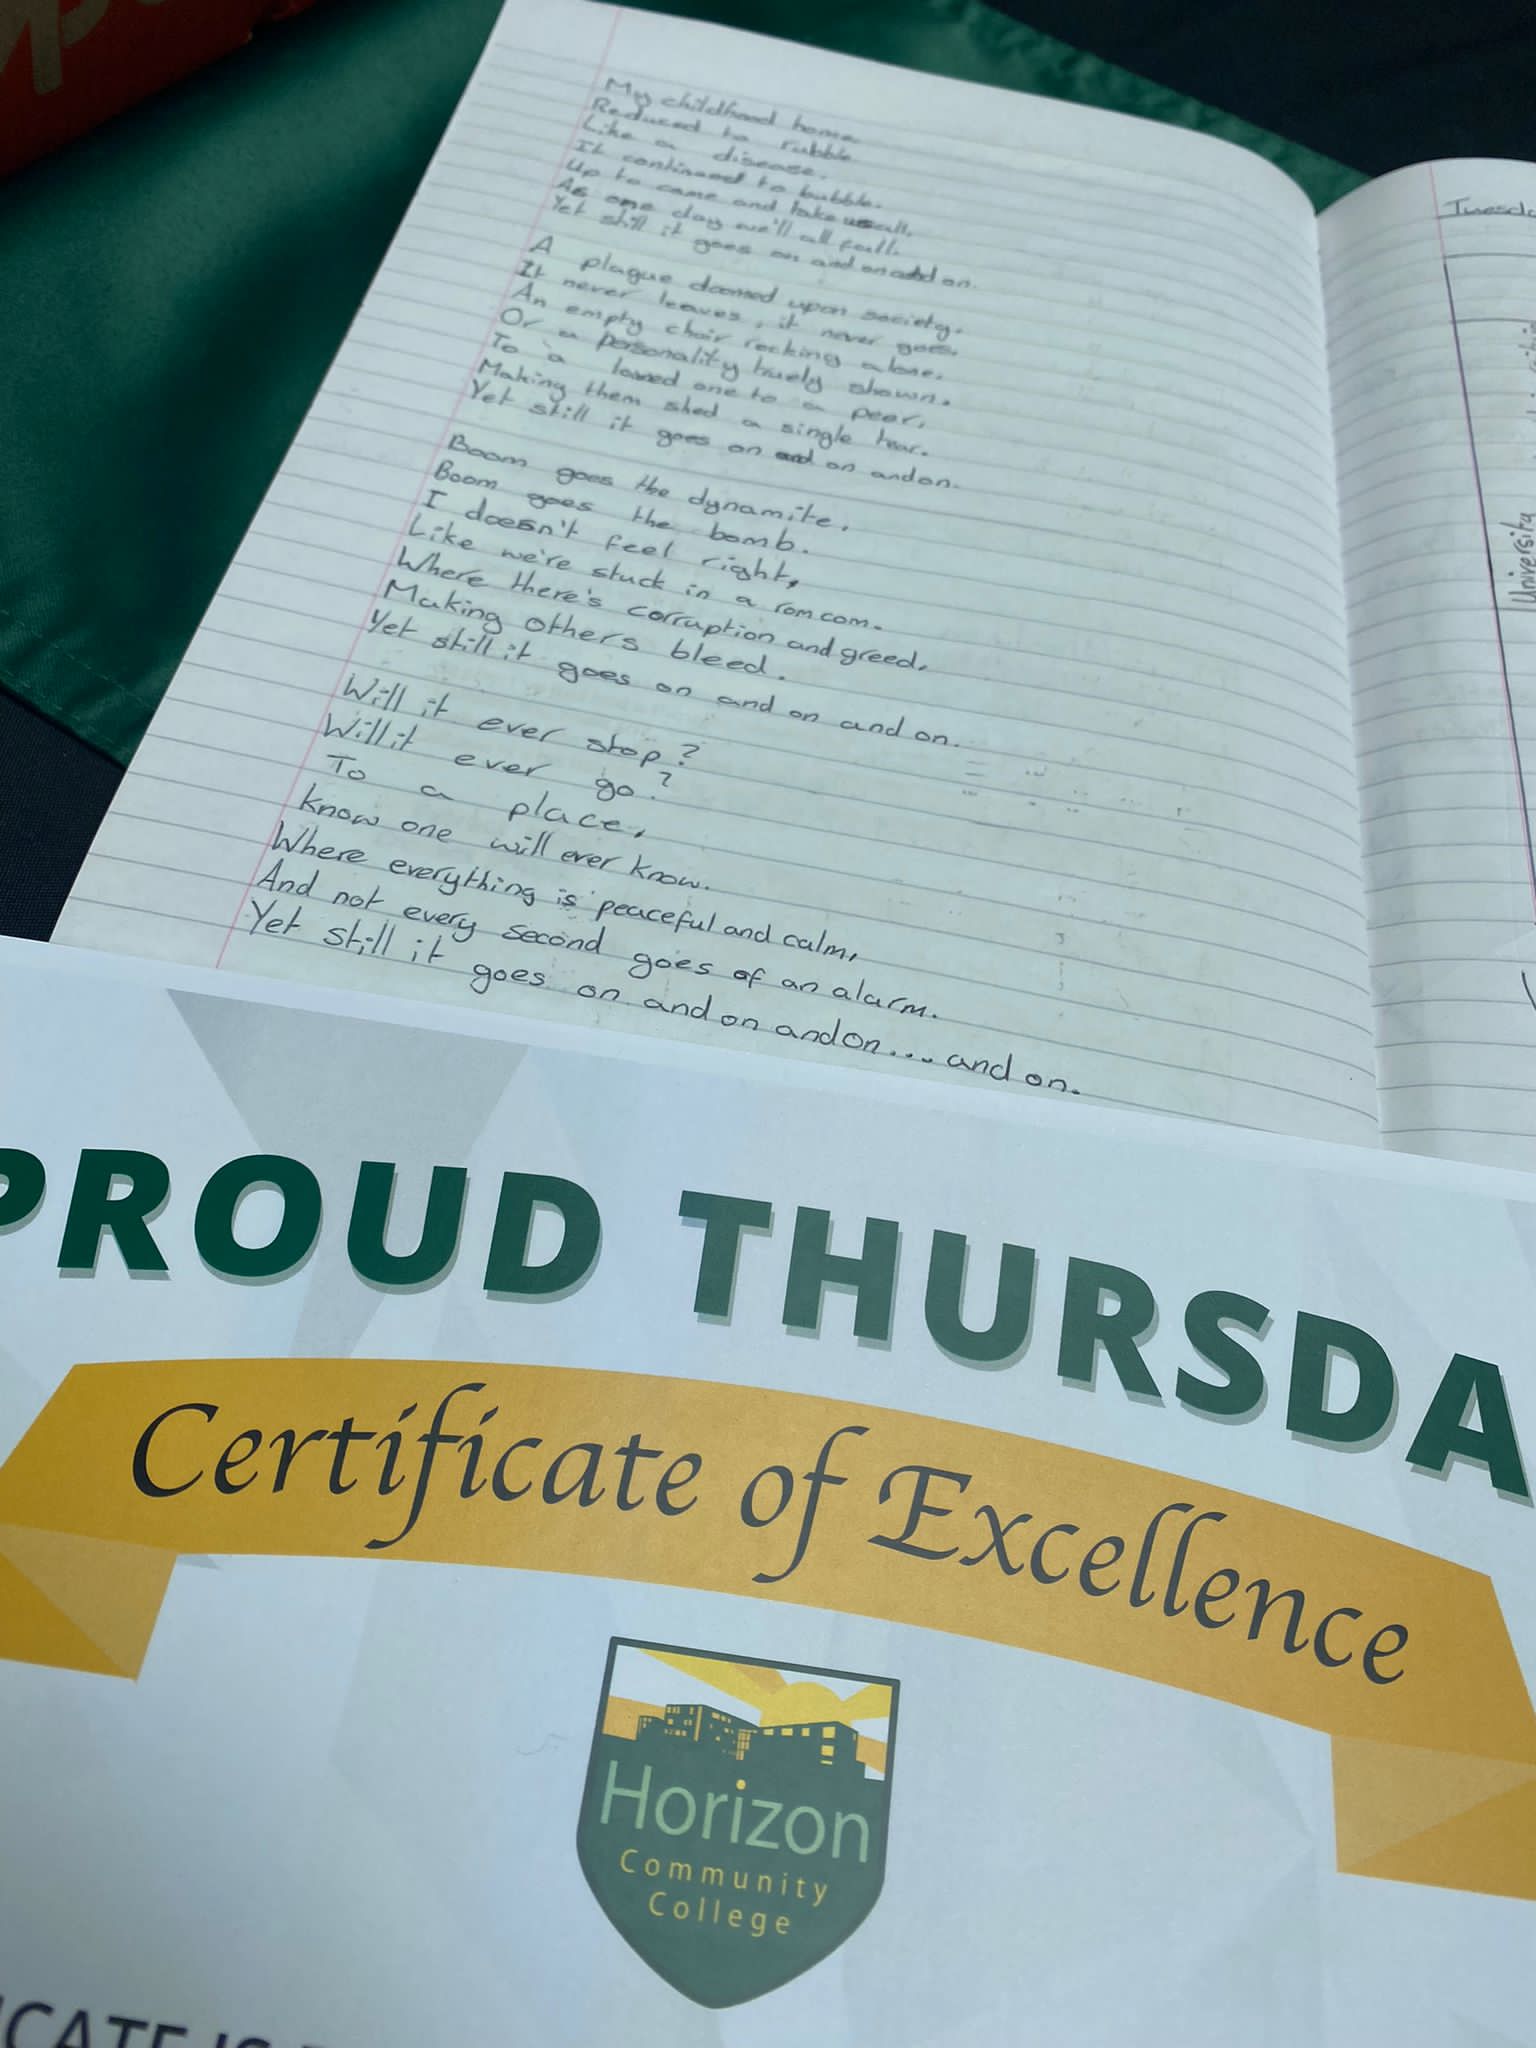 My childhood home
Reduced to rubble
Like a disease.
It continued to bubble.
Up to come and take us all.
As one day we'll all fall.
Yet still it goes on and on and on.
A plague doomed upon society.
It never leaves, it never goes.
An empty chair rocking alone.
Or a personality truely shown.
To a loved one to a peer.
Making them shed a single tear.
Yet still it goes on and on and on.
Boom goes the dynamite.
Boom goes the bomb.
I doesn't feel right,
Like we're stuck in a rom com.
Where there's corruption and greed.
Making others bleed.
Yet still it goes on and on and on.
Will it ever stop?
Will it ever go?
To a place,
know one will ever know.
Where everything is peaceful and calm,
And not every second goes of an alarm.
Yet still it goes on and on and on.... and on.
Tuesda
University
PROUD THURSDA
Certificate of Excellence
Horizon
Community
College
ICATE IS